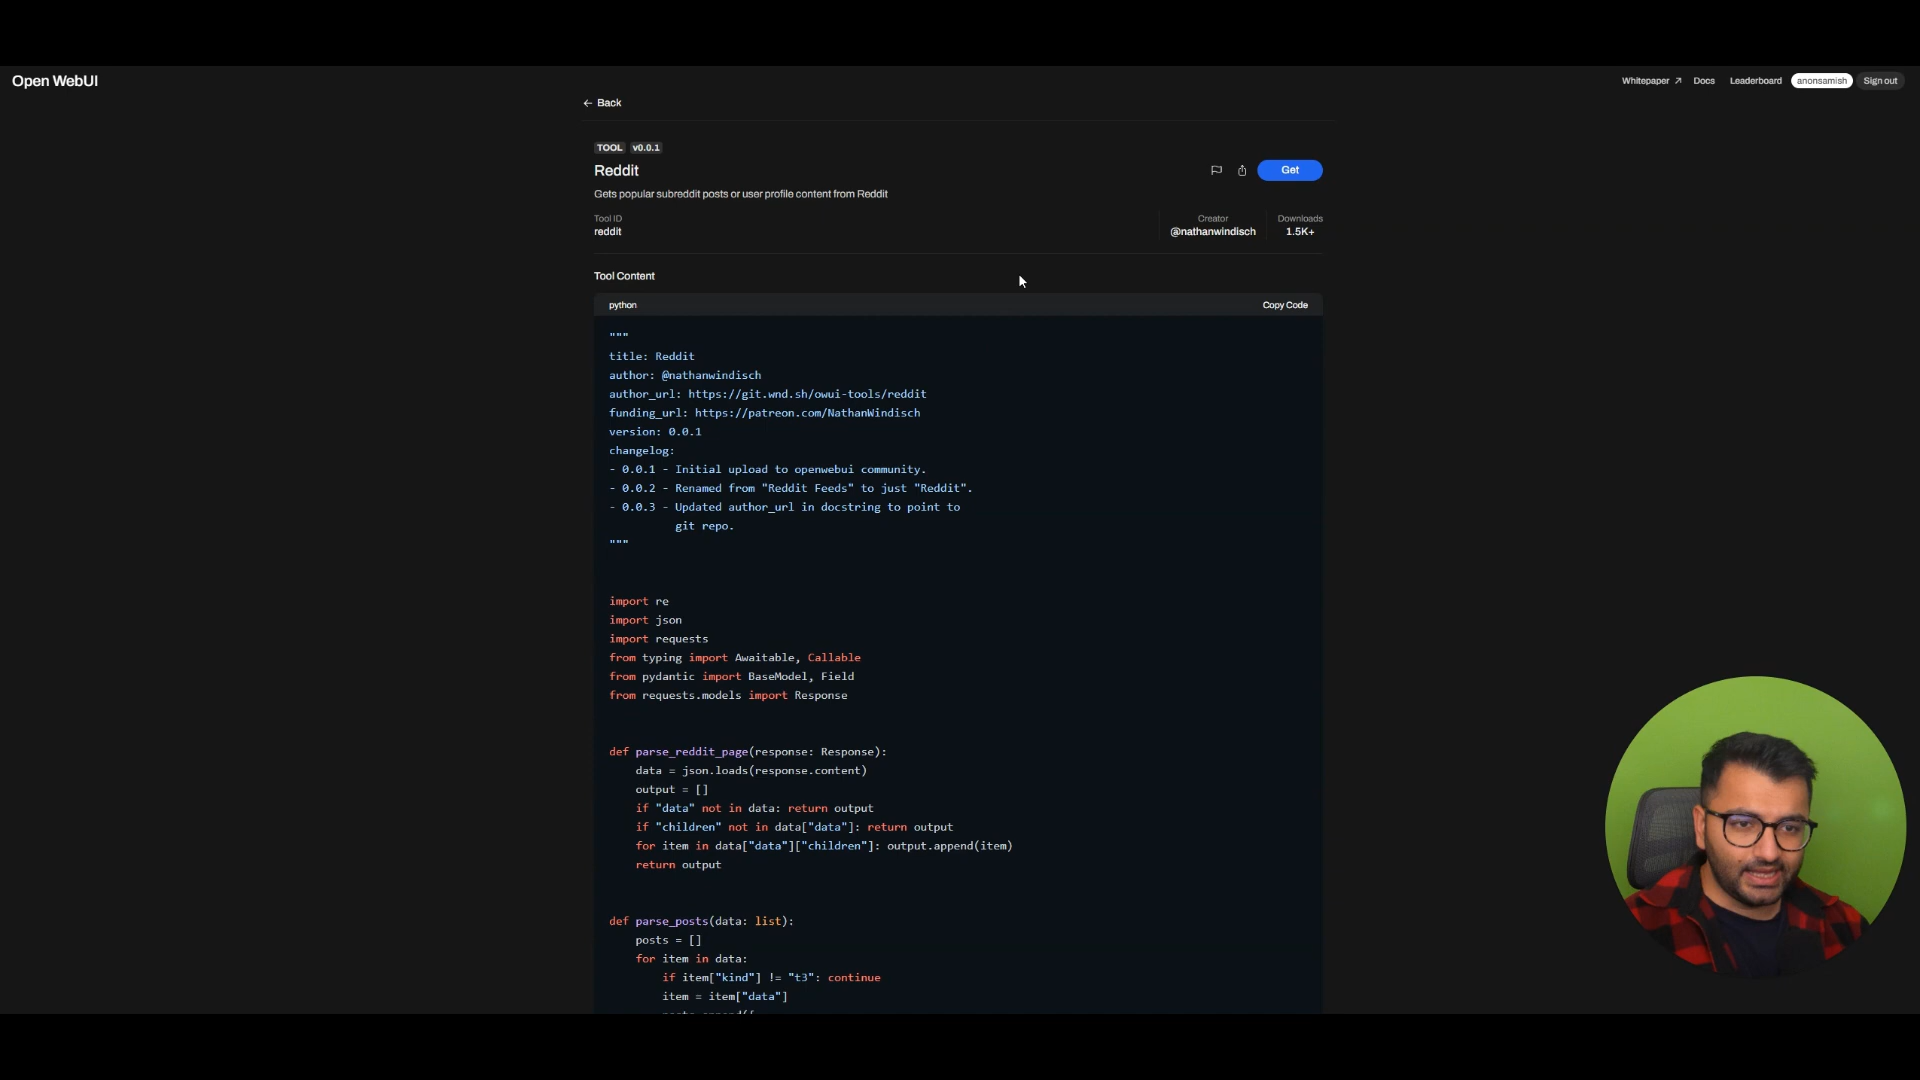 Open WebUI
Whitepaper ↗ Docs Leaderboard anonsamish Sign out
← Back
TOOL v0.0.1
Reddit
Get
Gets popular subreddit posts or user profile content from Reddit
Tool ID
reddit
Creator
@nathanwindisch
Downloads
1.5K+
Tool Content
python
Copy Code
"""
title: Reddit
author: @nathanwindisch
author_url: https://git.wnd.sh/owui-tools/reddit
funding_url: https://patreon.com/NathanWindisch
version: 0.0.1
changelog:
- 0.0.1 - Initial upload to openwebui community.
- 0.0.2 - Renamed from "Reddit Feeds" to just "Reddit".
- 0.0.3 - Updated author_url in docstring to point to
git repo.
"""
import re
import json
import requests
from typing import Awaitable, Callable
from pydantic import BaseModel, Field
from requests.models import Response
def parse_reddit_page(response: Response):
data = json.loads(response.content)
output = []
if "data" not in data: return output
if "children" not in data["data"]: return output
for item in data["data"]["children"]: output.append(item)
return output
def parse_posts(data: list):
posts = []
for item in data:
if item["kind"] != "t3": continue
item = item["data"]